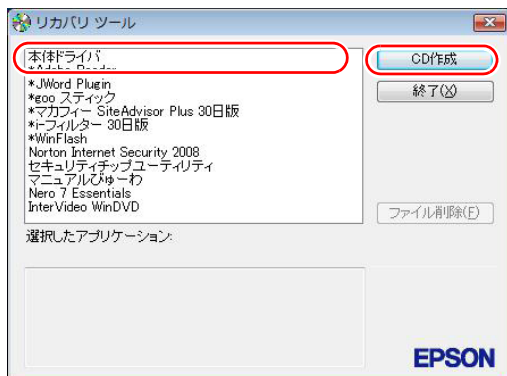 リカバリ ツール
本体ドライバ
*Adobe Reader
*JWord Plugin
*goo スティック
*マカフィー SiteAdvisor Plus 30日版
*i-フィルター 30日版
*WinFlash
Norton Internet Security 2008
セキュリティチップユーティリティ
マニュアルびゅーわ
Nero 7 Essentials
InterVideo WinDVD
CD作成
終了(X)
ファイル削除(F)
選択したアプリケーション:
EPSON